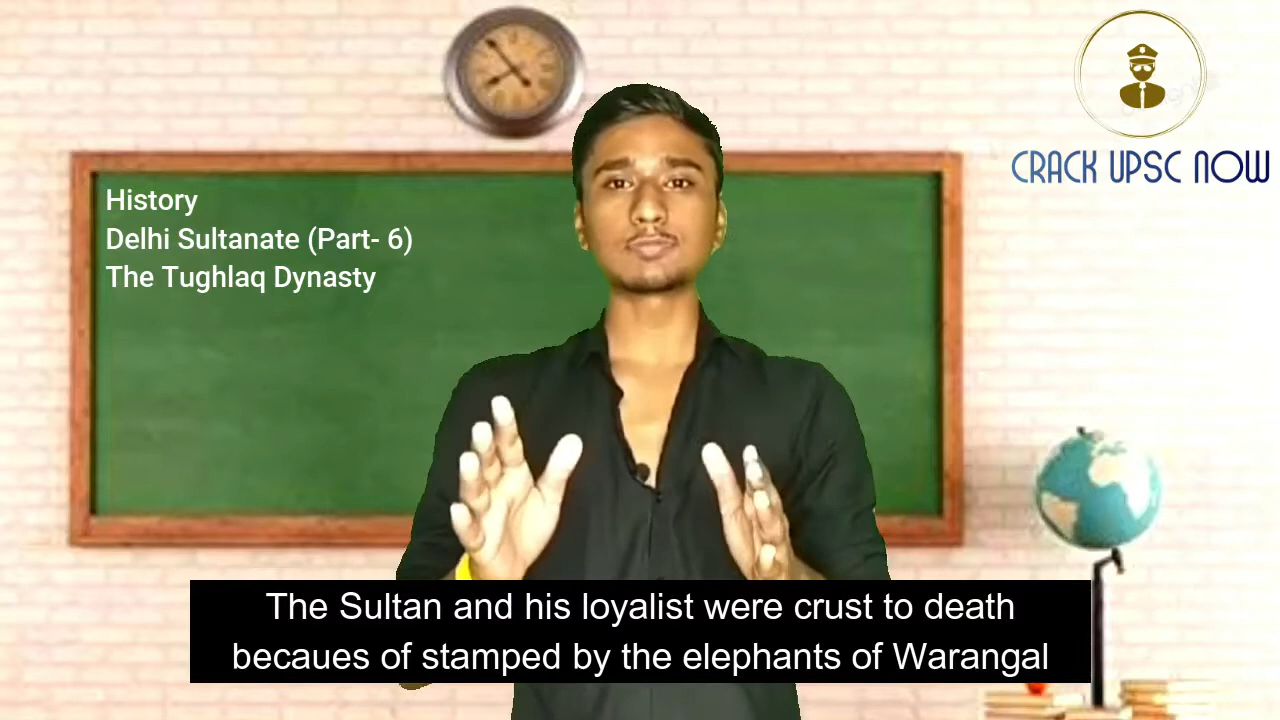 CRACK UPSC NOW
History
Delhi Sultanate (Part- 6)
The Tughlaq Dynasty
The Sultan and his loyalist were crust to death
becaues of stamped by the elephants of Warangal